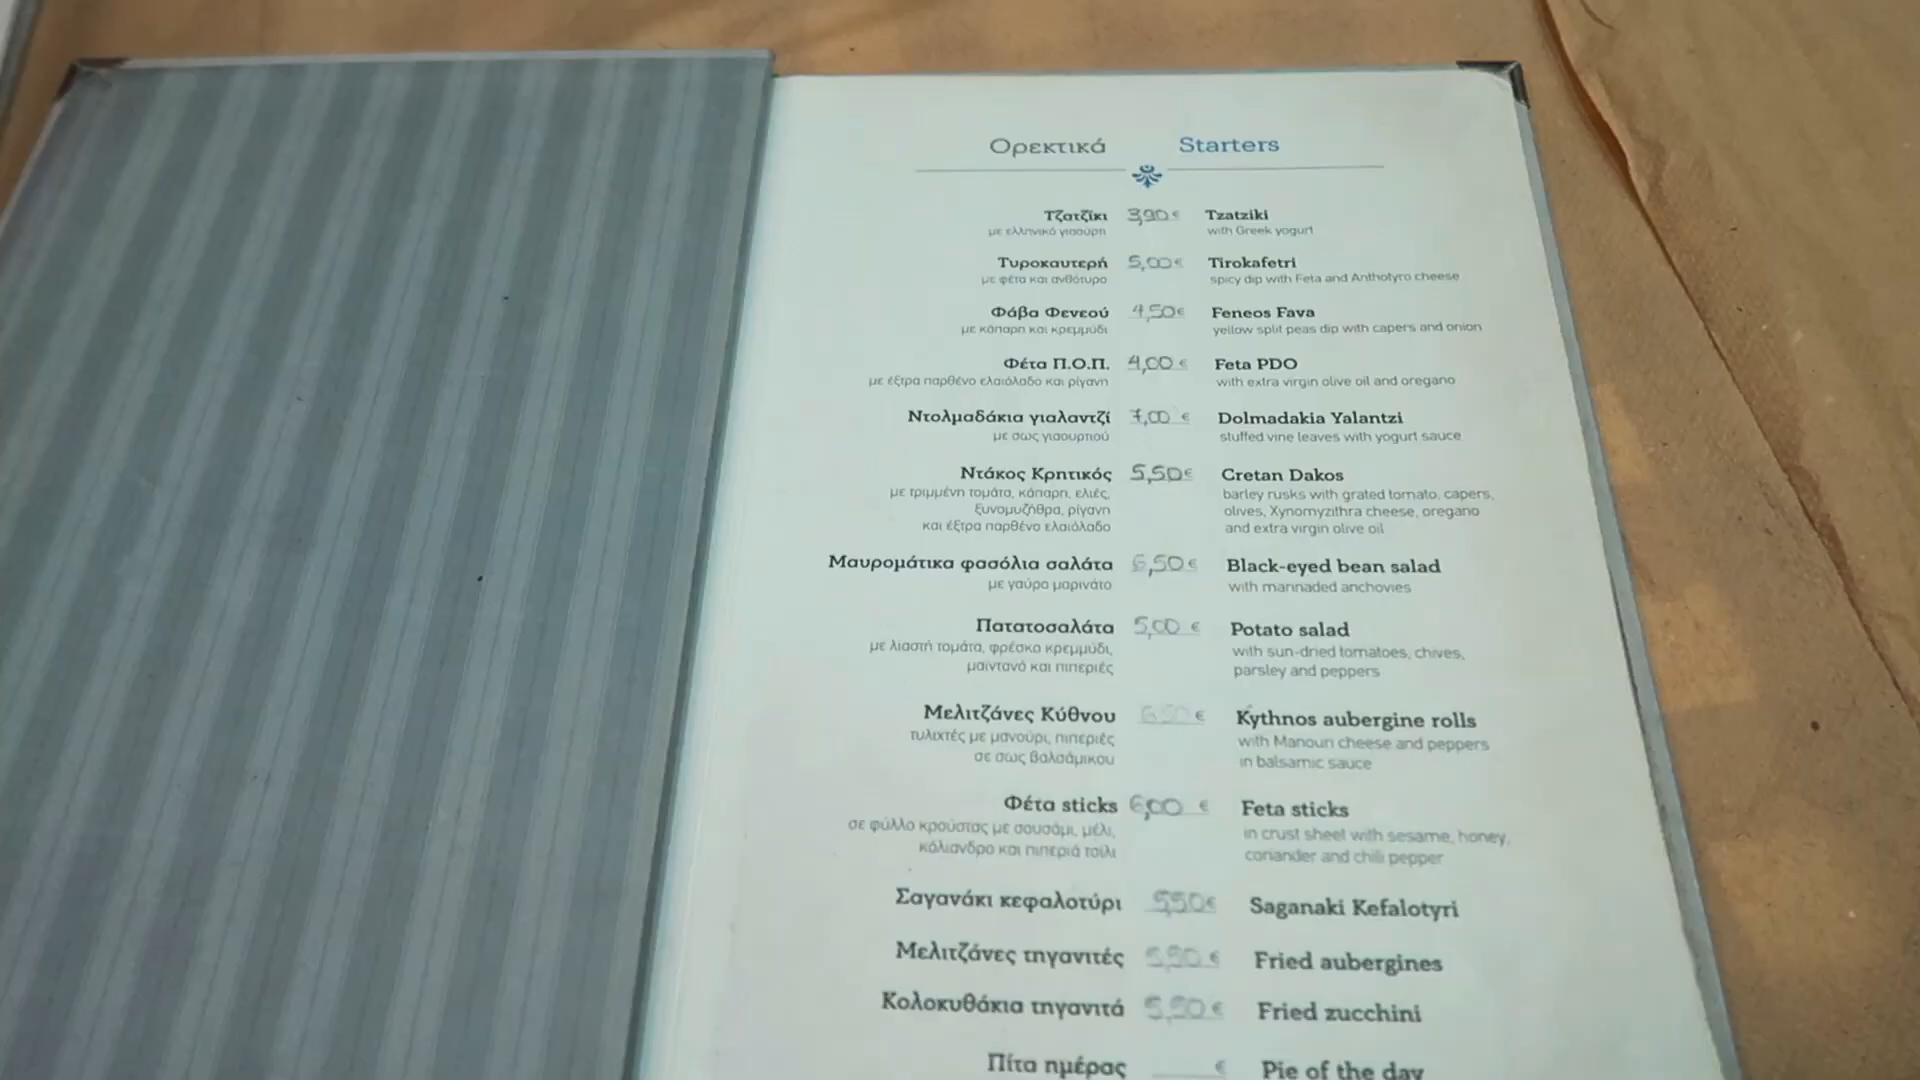 Ορεκτικά Starters
Τζατζίκι 3,90 € Tzatziki
με ελληνικό γιαούρτι with Greek yogurt
Τυροκαυτερή 5,00 € Tirokafetri
με φέτα και ανθότυρο spicy dip with Feta and Anthotyro cheese
Φάβα Φενεού 4,50 € Feneos Fava
με κάπαρη και κρεμμύδι yellow split peas dip with capers and onion
Φέτα Π.Ο.Π. 4,00 € Feta PDO
με έξτρα παρθένο ελαιόλαδο και ρίγανη with extra virgin olive oil and oregano
Ντολμαδάκια γιαλαντζί 7,00 € Dolmadakia Yalantzi
με σως γιαουρτιού stuffed vine leaves with yogurt sauce
Ντάκος Κρητικός 5,50 € Cretan Dakos
με τριμμένη τομάτα, κάπαρη, ελιές, barley rusks with grated tomato, capers,
ξυνομυζήθρα, ρίγανη olives, Xynomyzithra cheese, oregano
και έξτρα παρθένο ελαιόλαδο and extra virgin olive oil
Μαυρομάτικα φασόλια σαλάτα 6,50 € Black-eyed bean salad
με γαύρο μαρινάτο with marinaded anchovies
Πατατοσαλάτα 5,00 € Potato salad
με λιαστή τομάτα, φρέσκο κρεμμύδι, with sun-dried tomatoes, chives,
μαϊντανό και πιπεριές parsley and peppers
Μελιτζάνες Κύθνου 6,50 € Kythnos aubergine rolls
τυλιχτές με μανούρι, πιπεριές with Manouri cheese and peppers
σε σως βαλσάμικου in balsamic sauce
Φέτα sticks 6,00 € Feta sticks
σε φύλλο κρούστας με σουσάμι, μέλι, in crust sheet with sesame, honey,
κόλιανδρο και πιπεριά τσίλι coriander and chilli pepper
Σαγανάκι κεφαλοτύρι 5,50 € Saganaki Kefalotyri
Μελιτζάνες τηγανιτές 5,50 € Fried aubergines
Κολοκυθάκια τηγανιτά 5,50 € Fried zucchini
Πίτα ημέρας € Pie of the day